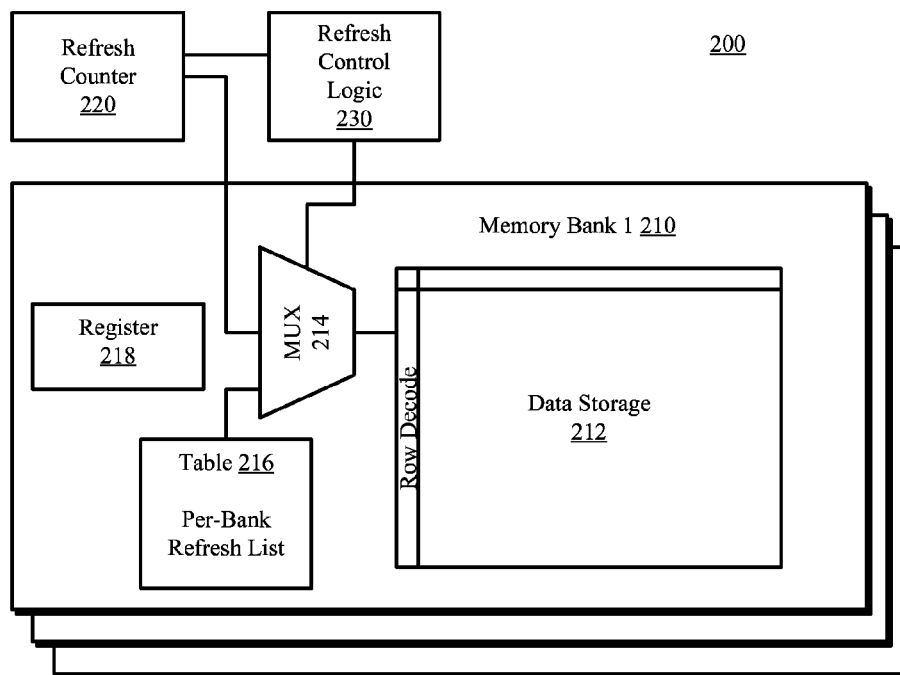 Refresh
Counter
220
Refresh
Control
Logic
230
200
Memory Bank 1 210
Register
218
MUX
214
Row Decode
Data Storage
212
Table 216
Per-Bank
Refresh List